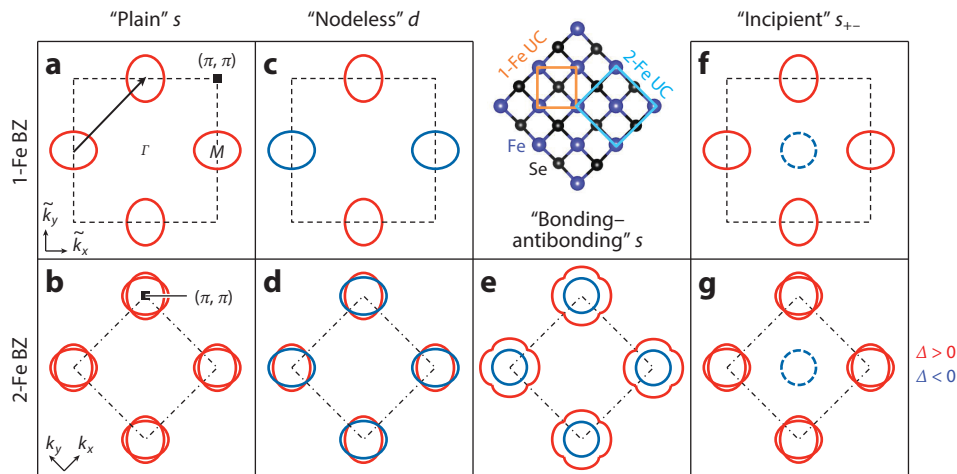 “Plain” s
“Nodeless” d
“Incipient” s+−
1-Fe BZ
a
(π, π)
Γ
M
k̃y
k̃x
c
1-Fe UC
2-Fe UC
Fe
Se
“Bonding–
antibonding” s
f
2-Fe BZ
b
(π, π)
ky
kx
d
e
g
Δ > 0
Δ < 0